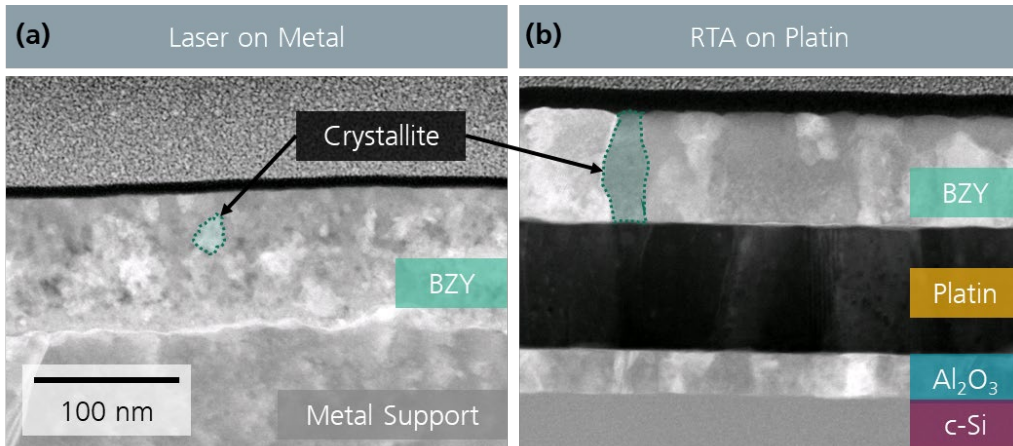 (a) Laser on Metal
(b) RTA on Platin
Crystallite
BZY
BZY
Platin
Al₂O₃
100 nm
Metal Support
c-Si